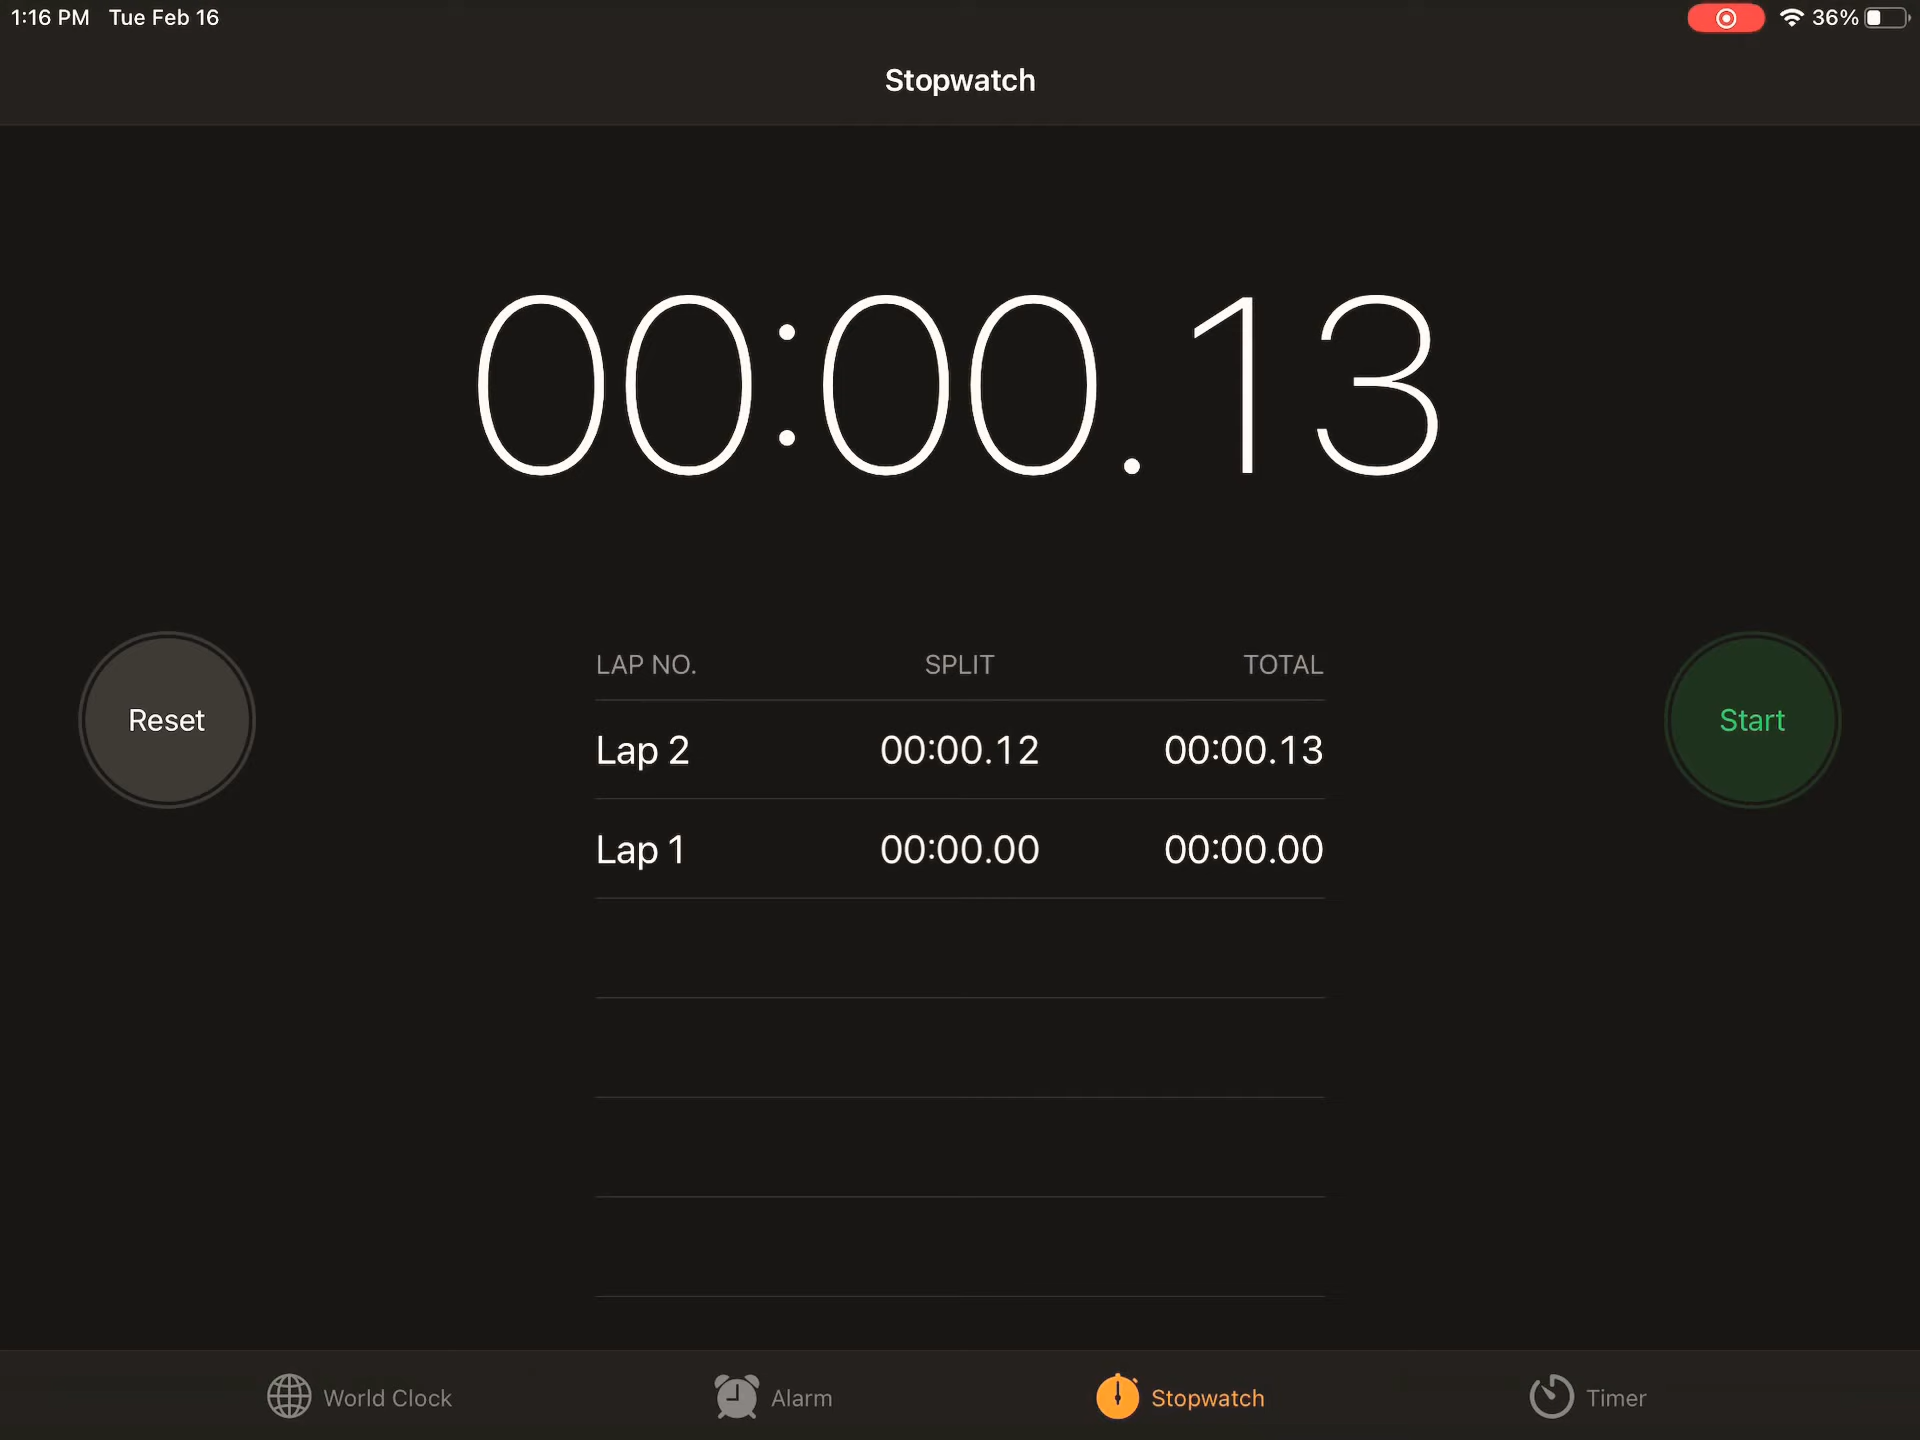 1:16 PM Tue Feb 16 36%
Stopwatch
00:00.13
LAP NO. SPLIT TOTAL
Reset
Start
Lap 2 00:00.12 00:00.13
Lap 1 00:00.00 00:00.00
World Clock Alarm Stopwatch Timer